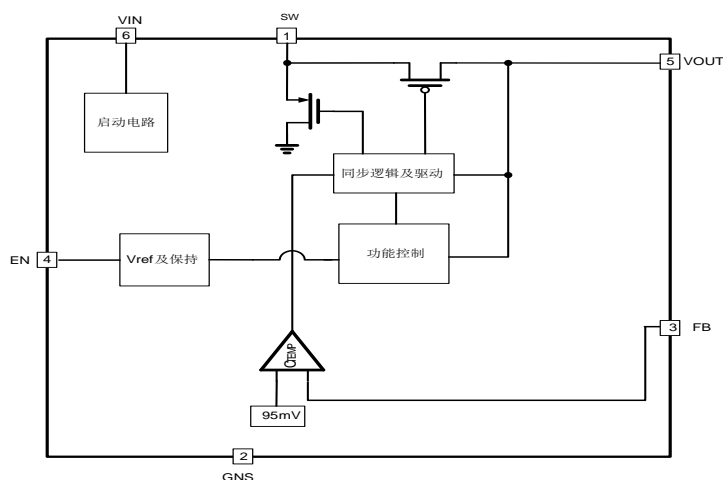 VIN
SW
6
1
5
VOUT
启动电路
同步逻辑及驱动
EN
4
Vref及保持
功能控制
3
FB
CTEMP
95mV
2
GNS